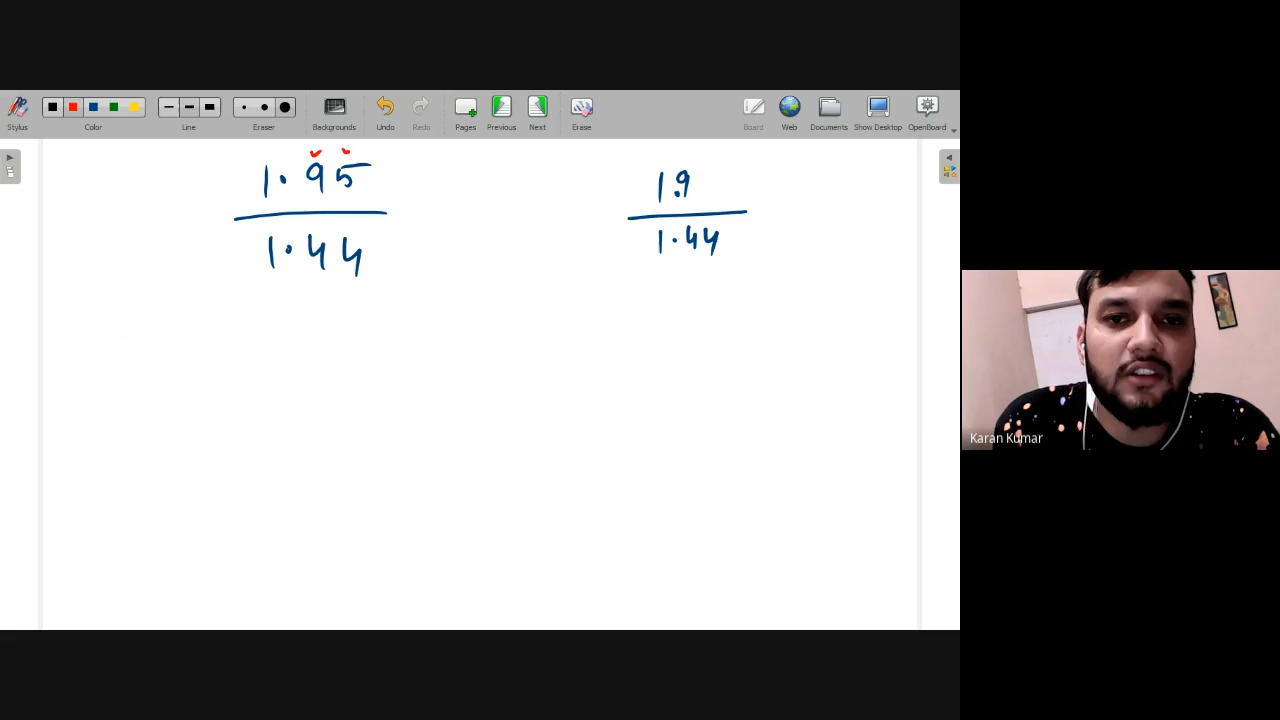 Stylus Color Line Eraser Backgrounds Undo Redo Pages Previous Next Erase Board Web Documents Show Desktop OpenBoard
1.95
1.44
1.9
1.44
Karan Kumar